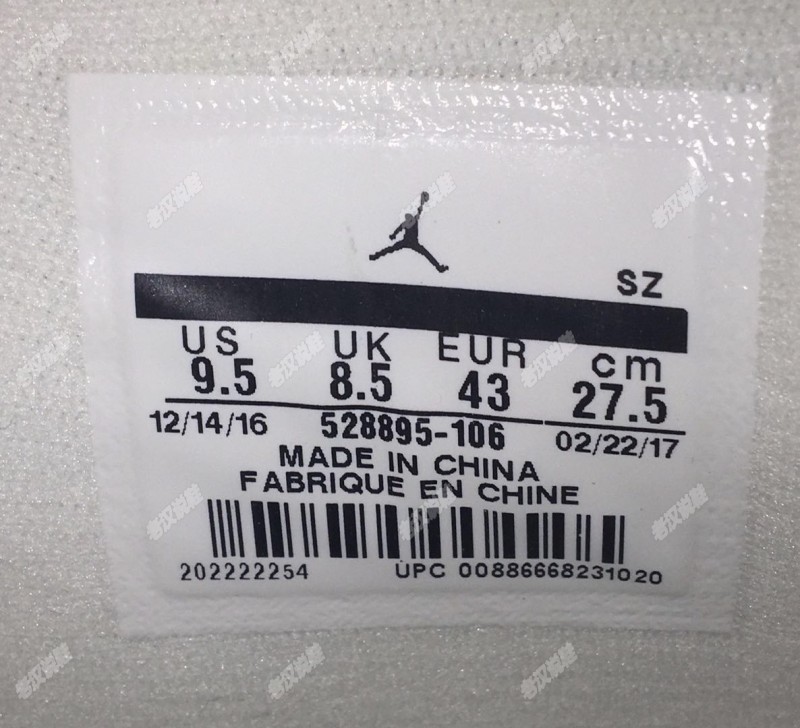 SZ
US UK EUR cm
9.5 8.5 43 27.5
12/14/16 528895-106 02/22/17
MADE IN CHINA
FABRIQUE EN CHINE
202222254 UPC 00886668231020